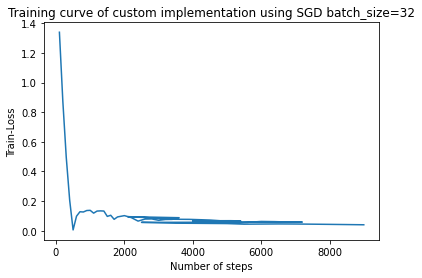 Training curve of custom implementation using SGD batch_size=32
1.4
1.2
1.0
0.8
0.6
0.4
0.2
0.0
Train-Loss
0 2000 4000 6000 8000
Number of steps